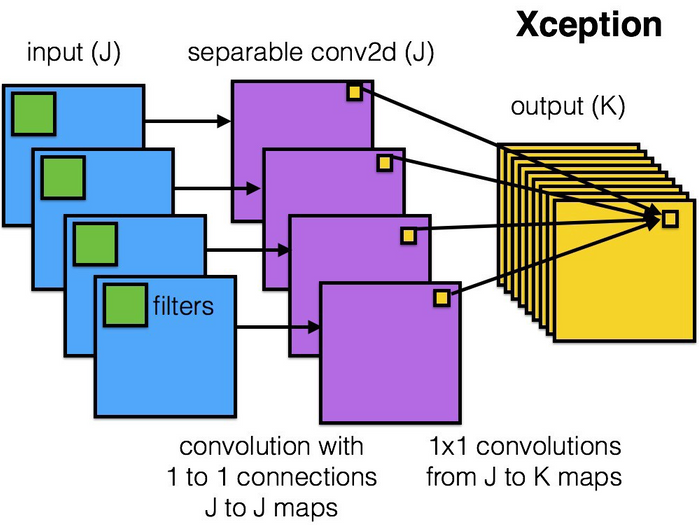 Xception
input (J)
separable conv2d (J)
output (K)
filters
convolution with
1 to 1 connections
J to J maps
1x1 convolutions
from J to K maps